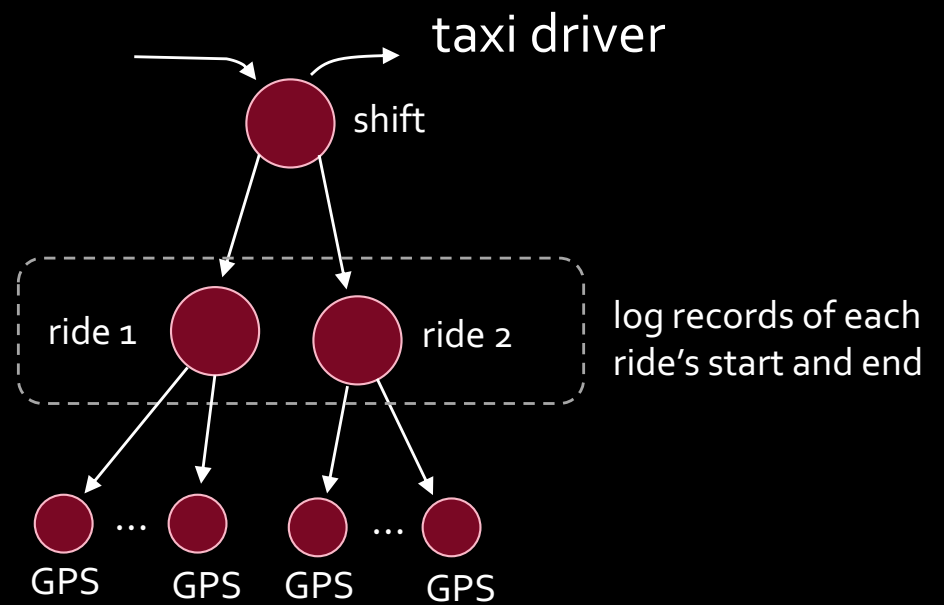 taxi driver
shift
ride 1
ride 2
log records of each
ride's start and end
...
...
GPS
GPS
GPS
GPS